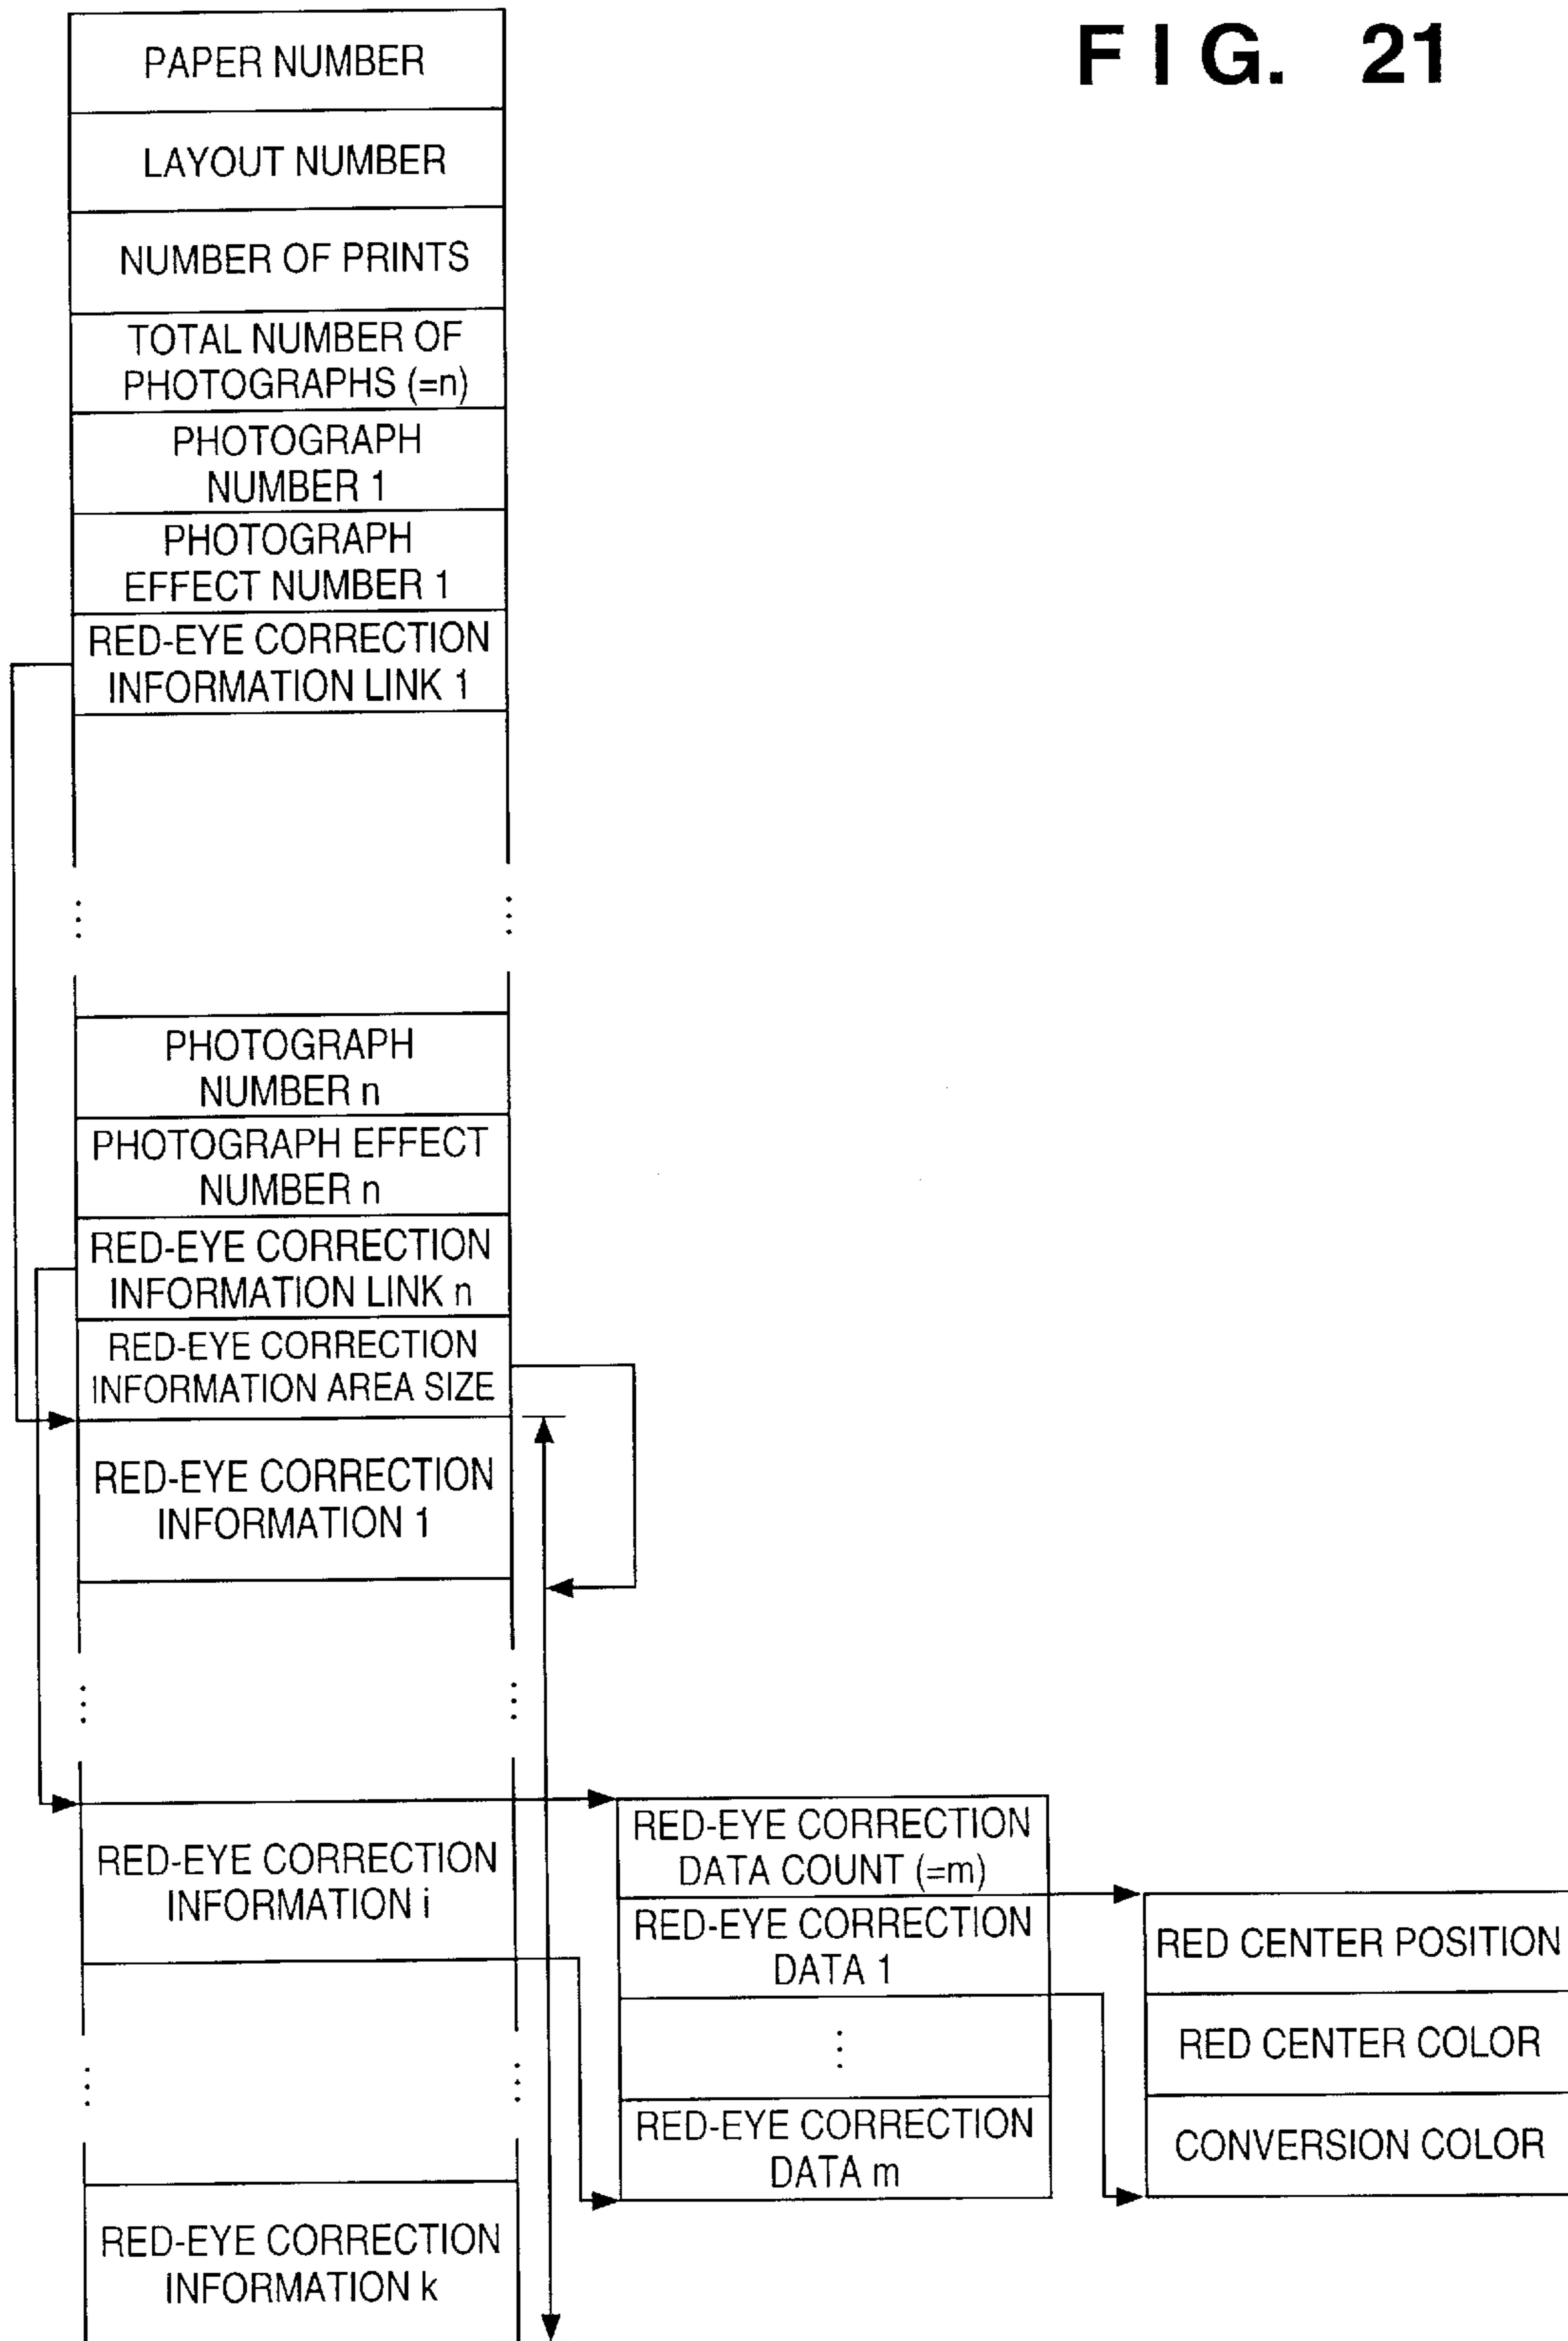 FIG. 21
PAPER NUMBER
LAYOUT NUMBER
NUMBER OF PRINTS
TOTAL NUMBER OF
PHOTOGRAPHS (=n)
PHOTOGRAPH
NUMBER 1
PHOTOGRAPH
EFFECT NUMBER 1
RED-EYE CORRECTION
INFORMATION LINK 1
PHOTOGRAPH
NUMBER n
PHOTOGRAPH EFFECT
NUMBER n
RED-EYE CORRECTION
INFORMATION LINK n
RED-EYE CORRECTION
INFORMATION AREA SIZE
RED-EYE CORRECTION
INFORMATION 1
RED-EYE CORRECTION
INFORMATION i
RED-EYE CORRECTION
INFORMATION k
RED-EYE CORRECTION
DATA COUNT (=m)
RED-EYE CORRECTION
DATA 1
RED-EYE CORRECTION
DATA m
RED CENTER POSITION
RED CENTER COLOR
CONVERSION COLOR